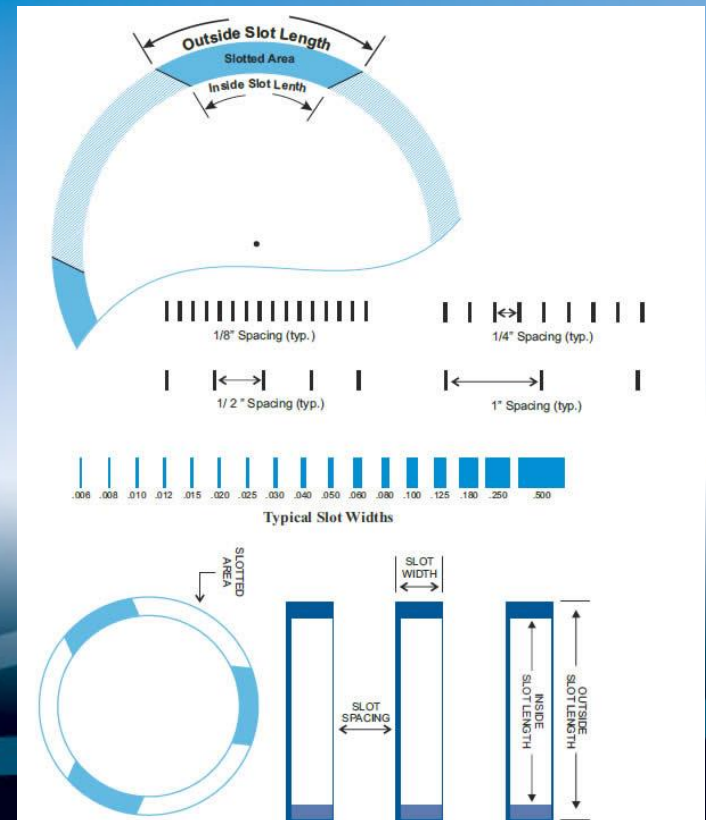 Outside Slot Length
Slotted Area
Inside Slot Lenth
1/8" Spacing (typ.)
1/4" Spacing (typ.)
1/ 2 " Spacing (typ.)
1" Spacing (typ.)
.006 .008 .010 .012 .015 .020 .025 .030 .040 .050 .060 .080 .100 .125 .180 .250 .500
Typical Slot Widths
SLOTTED
AREA
SLOT
WIDTH
SLOT
SPACING
INSIDE
SLOT LENGTH
OUTSIDE
SLOT LENGTH